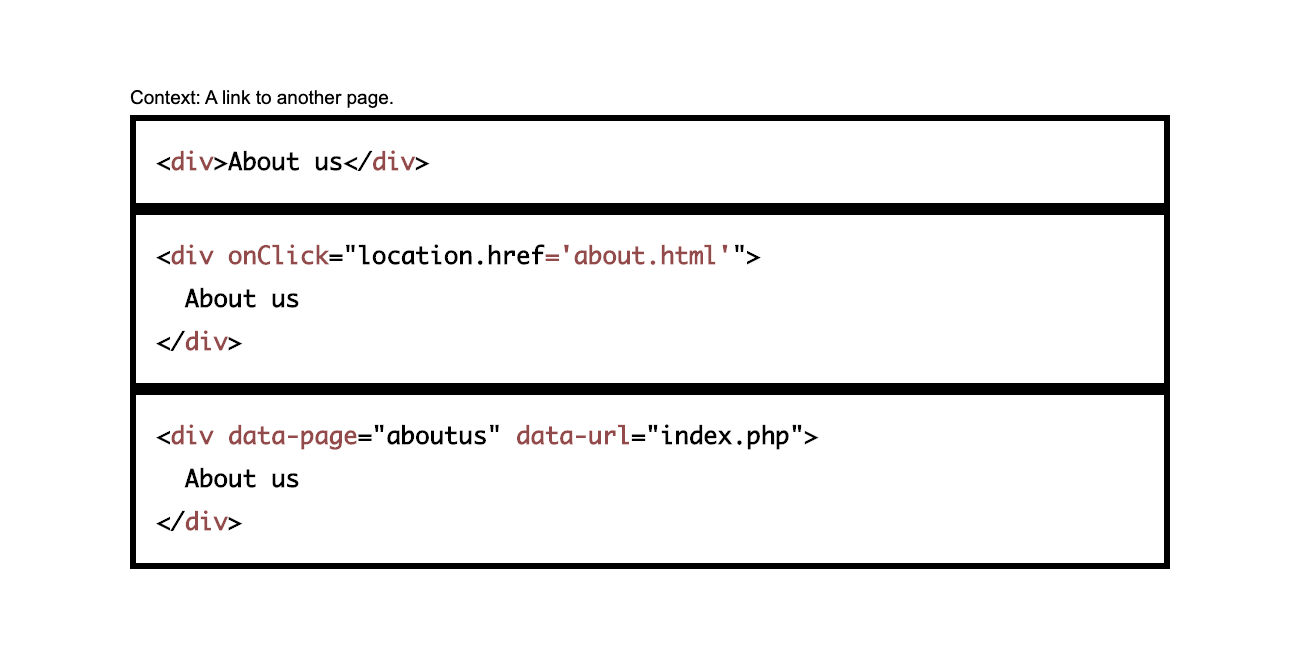 Context: A link to another page.
<div>About us</div>
<div onClick="location.href='about.html'">
About us
</div>
<div data-page="aboutus" data-url="index.php">
About us
</div>